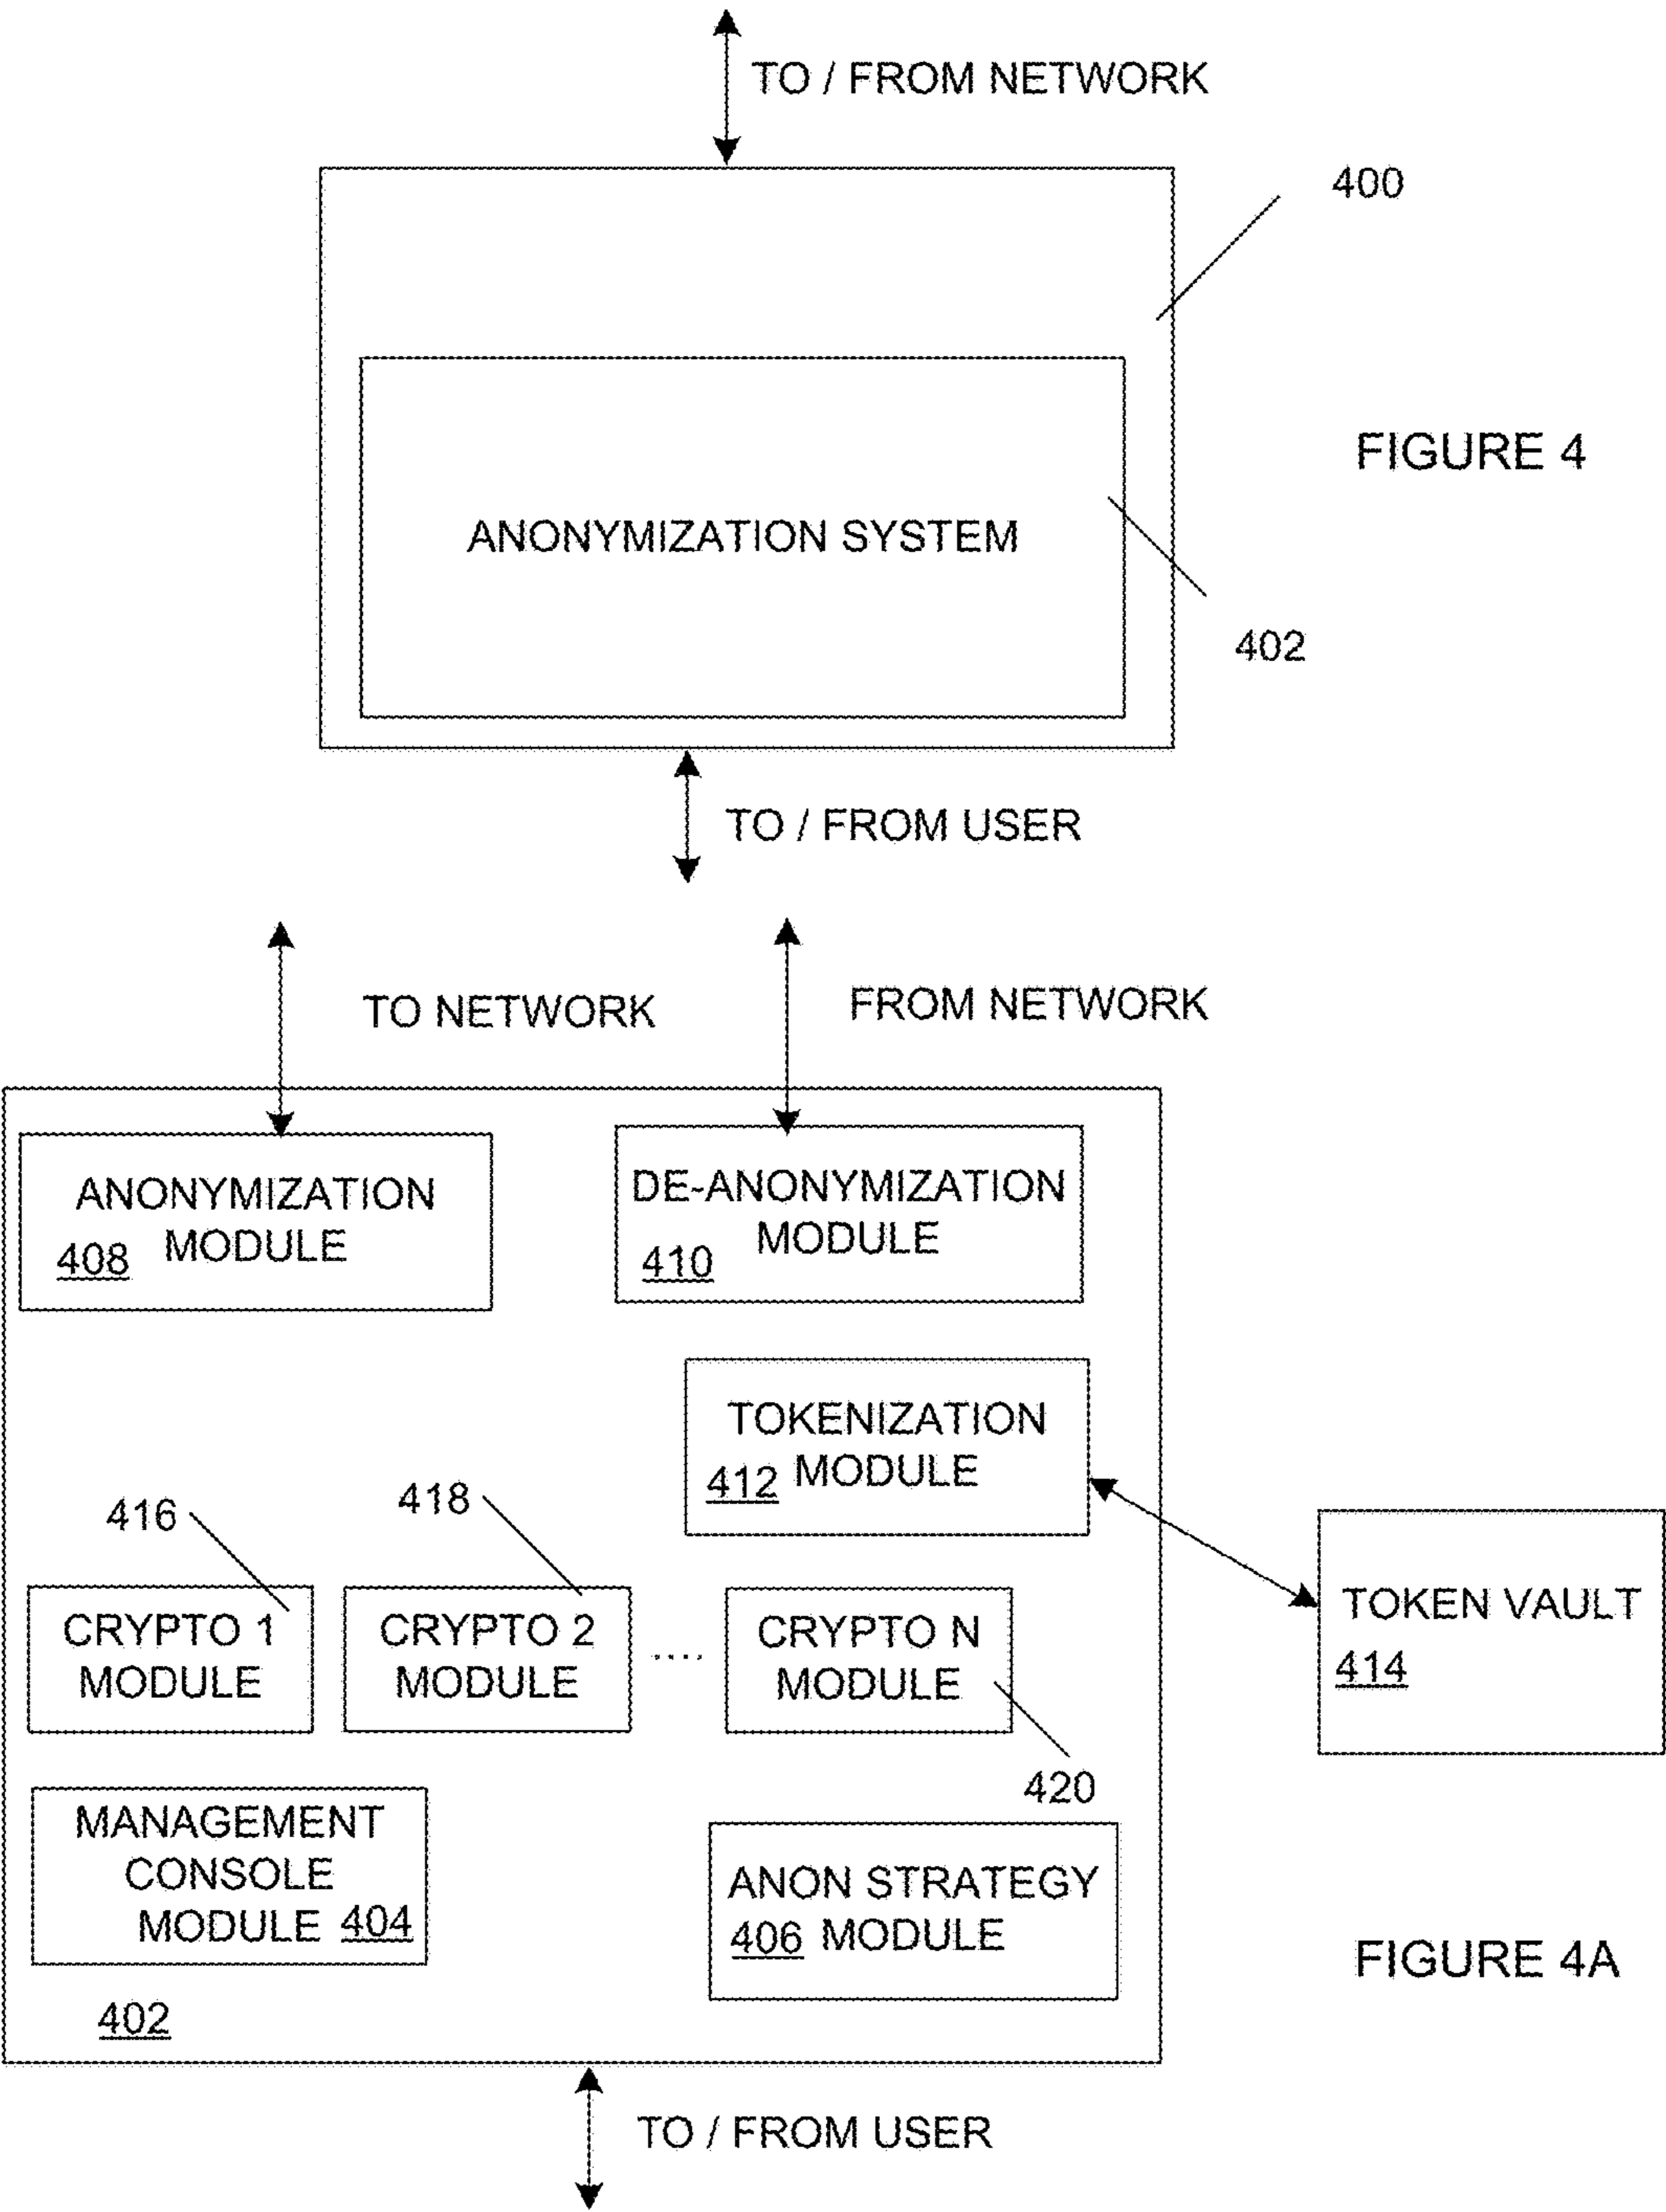 TO / FROM NETWORK
400
FIGURE 4
ANONYMIZATION SYSTEM
402
TO / FROM USER
TO NETWORK
FROM NETWORK
ANONYMIZATION
MODULE
408
DE-ANONYMIZATION
MODULE
410
TOKENIZATION
MODULE
412
416
418
CRYPTO 1
MODULE
CRYPTO 2
MODULE
....
CRYPTO N
MODULE
420
TOKEN VAULT
414
MANAGEMENT
CONSOLE
MODULE 404
ANON STRATEGY
406 MODULE
FIGURE 4A
402
TO / FROM USER